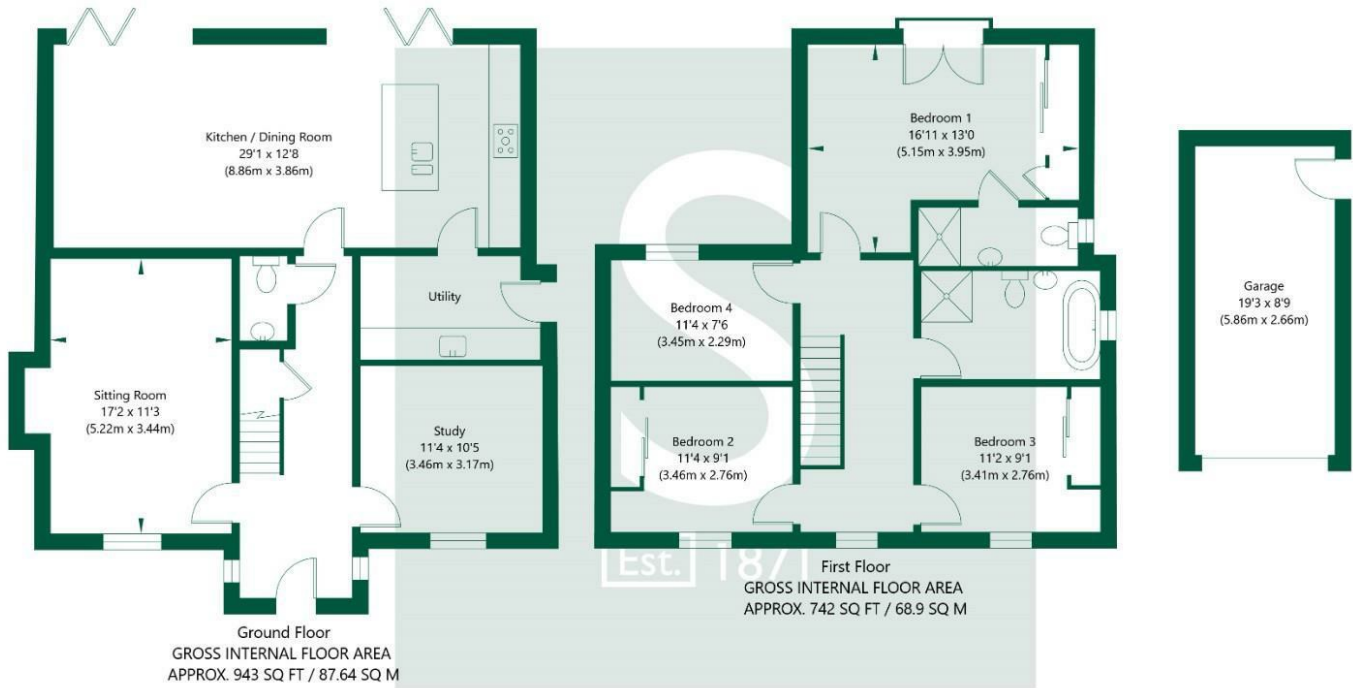 Kitchen / Dining Room
29'1 x 12'8
(8.86m x 3.86m)
Sitting Room
17'2 x 11'3
(5.22m x 3.44m)
Utility
Study
11'4 x 10'5
(3.46m x 3.17m)
Ground Floor
GROSS INTERNAL FLOOR AREA
APPROX. 943 SQ FT / 87.64 SQ M
Bedroom 1
16'11 x 13'0
(5.15m x 3.95m)
Bedroom 4
11'4 x 7'6
(3.45m x 2.29m)
Bedroom 2
11'4 x 9'1
(3.46m x 2.76m)
Bedroom 3
11'2 x 9'1
(3.41m x 2.76m)
First Floor
GROSS INTERNAL FLOOR AREA
APPROX. 742 SQ FT / 68.9 SQ M
Garage
19'3 x 8'9
(5.86m x 2.66m)
S
Est. 1871